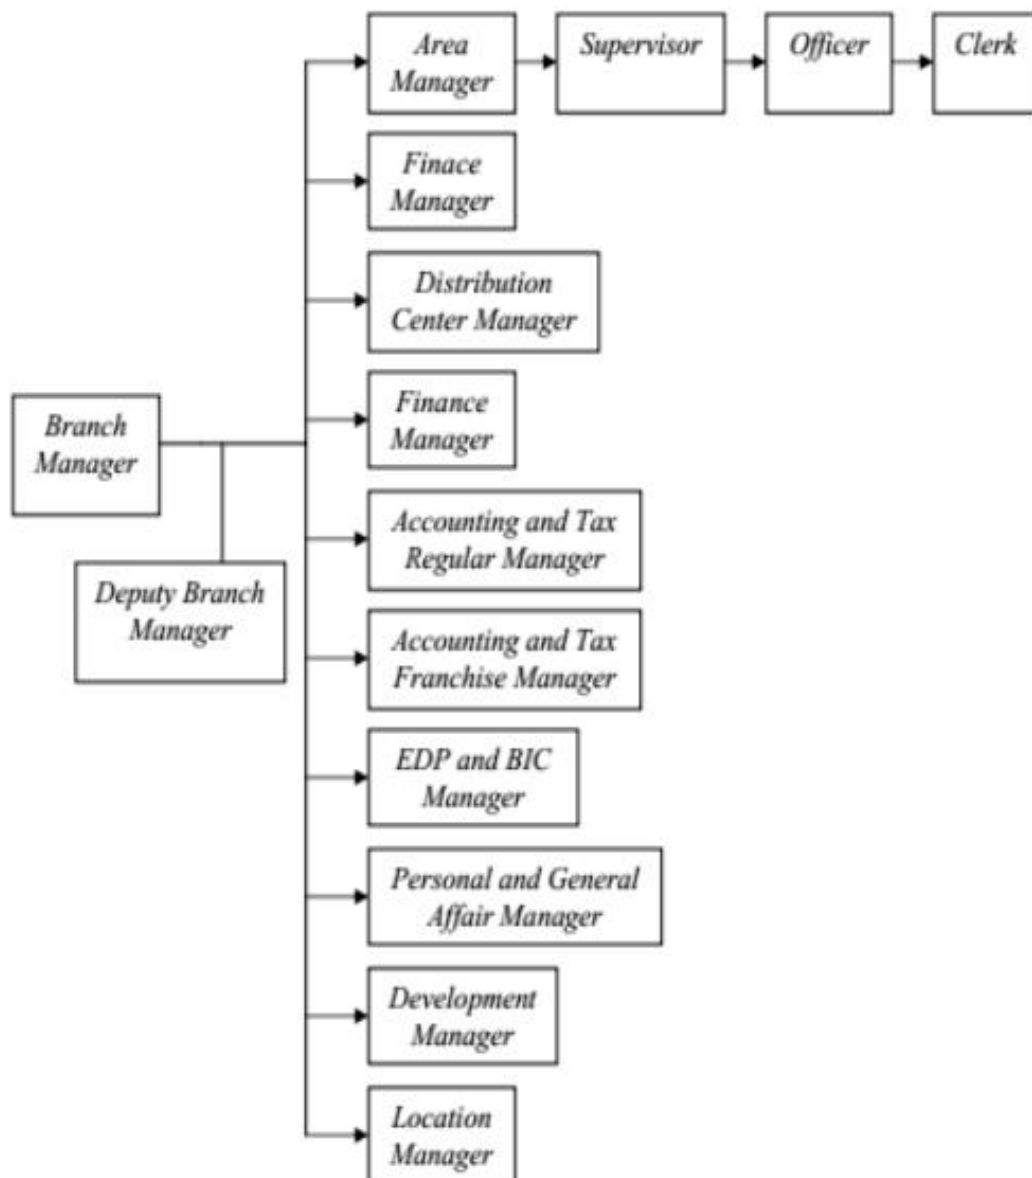 Area
Manager
Supervisor
Officer
Clerk
Finace
Manager
Distribution
Center Manager
Finance
Manager
Branch
Manager
Accounting and Tax
Regular Manager
Deputy Branch
Manager
Accounting and Tax
Franchise Manager
EDP and BIC
Manager
Personal and General
Affair Manager
Development
Manager
Location
Manager